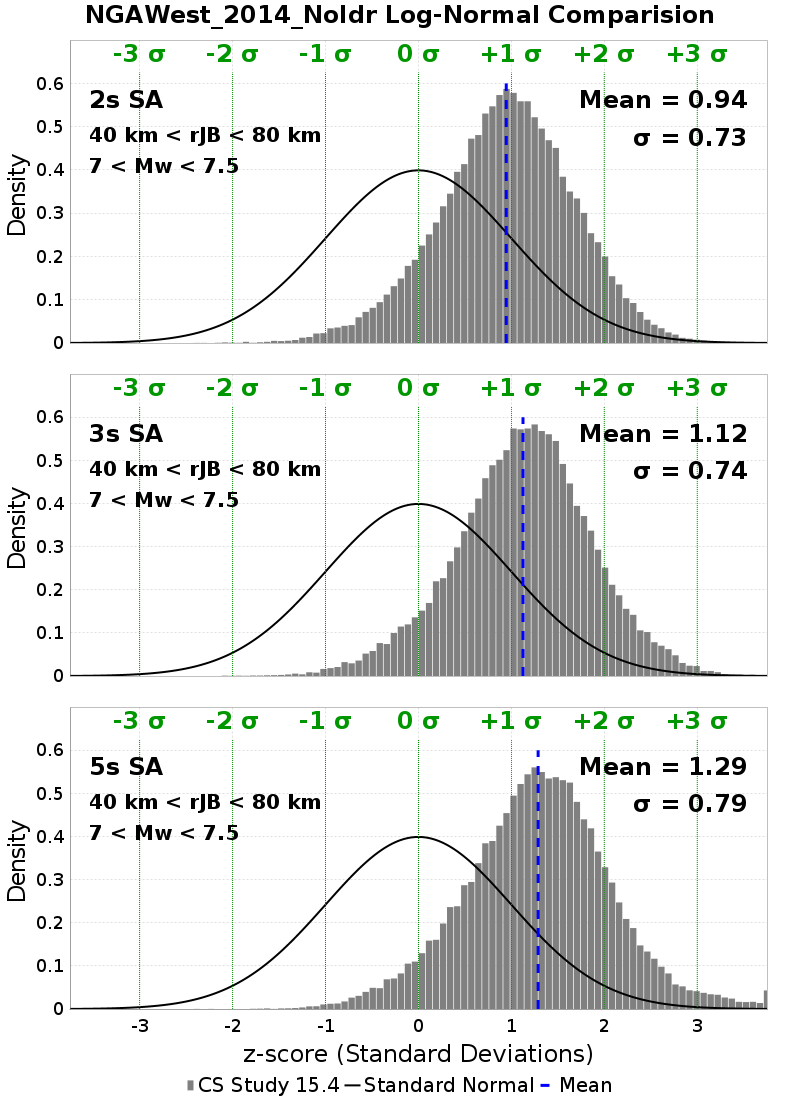 NGAWest_2014_NoIdr Log-Normal Comparision
-3 σ -2 σ -1 σ 0 σ +1 σ +2 σ +3 σ
2s SA
40 km < rJB < 80 km
7 < Mw < 7.5
Mean = 0.94
σ = 0.73
Density
0.6
0.5
0.4
0.3
0.2
0.1
0
-3 σ -2 σ -1 σ 0 σ +1 σ +2 σ +3 σ
3s SA
40 km < rJB < 80 km
7 < Mw < 7.5
Mean = 1.12
σ = 0.74
Density
0.6
0.5
0.4
0.3
0.2
0.1
0
-3 σ -2 σ -1 σ 0 σ +1 σ +2 σ +3 σ
5s SA
40 km < rJB < 80 km
7 < Mw < 7.5
Mean = 1.29
σ = 0.79
Density
0.6
0.5
0.4
0.3
0.2
0.1
0
-3 -2 -1 0 1 2 3
z-score (Standard Deviations)
CS Study 15.4 Standard Normal Mean